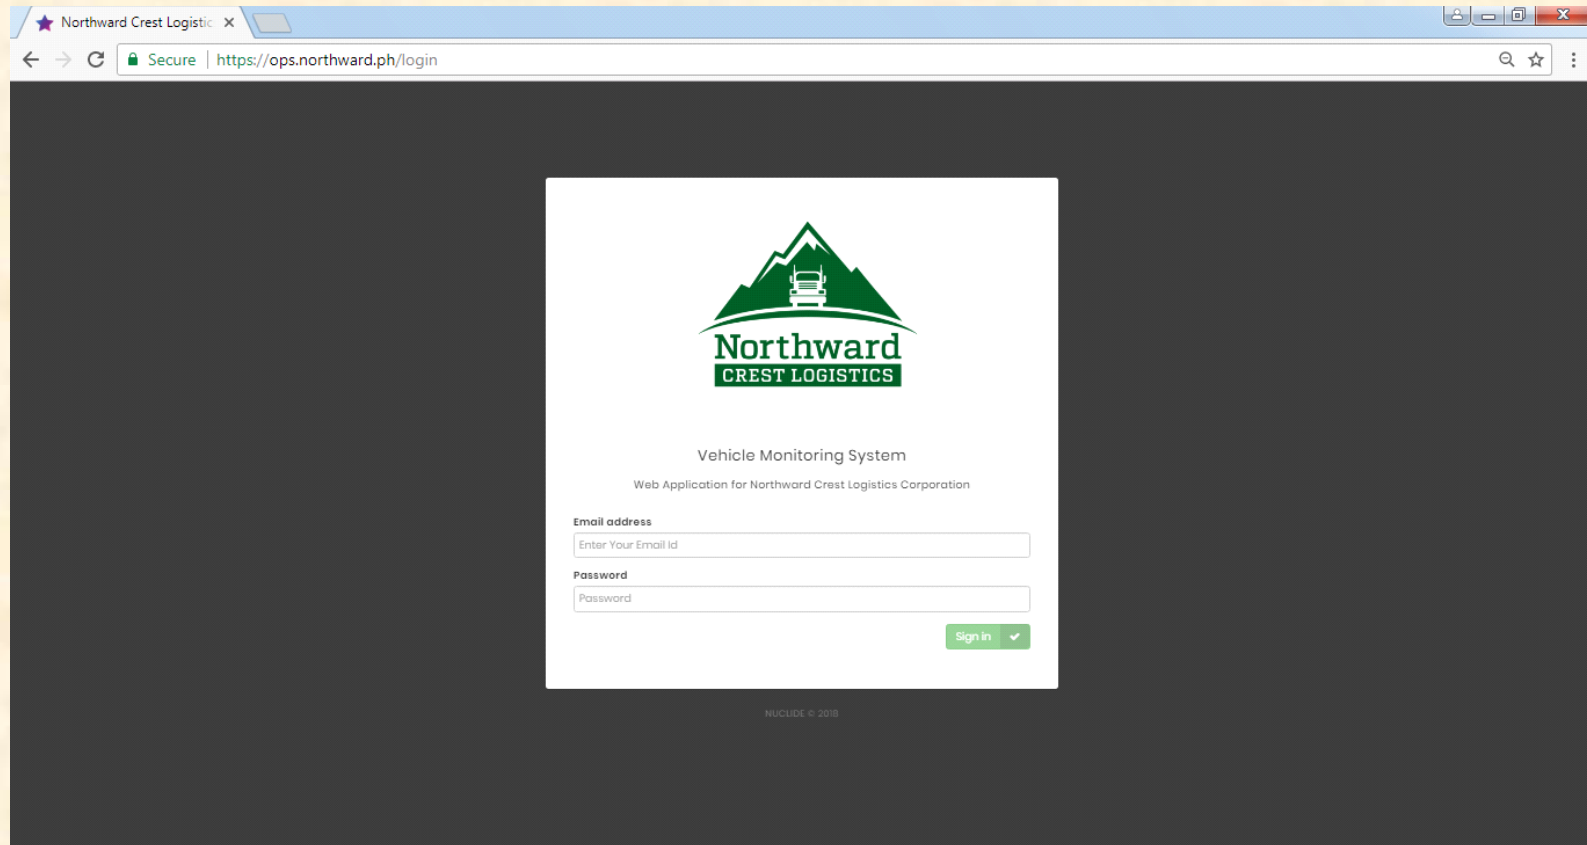 Northward Crest Logistic
Secure | https://ops.northward.ph/login
Northward
CREST LOGISTICS
Vehicle Monitoring System
Web Application for Northward Crest Logistics Corporation
Email address
Enter Your Email Id
Password
Password
Sign in
NUCLIDE © 2018